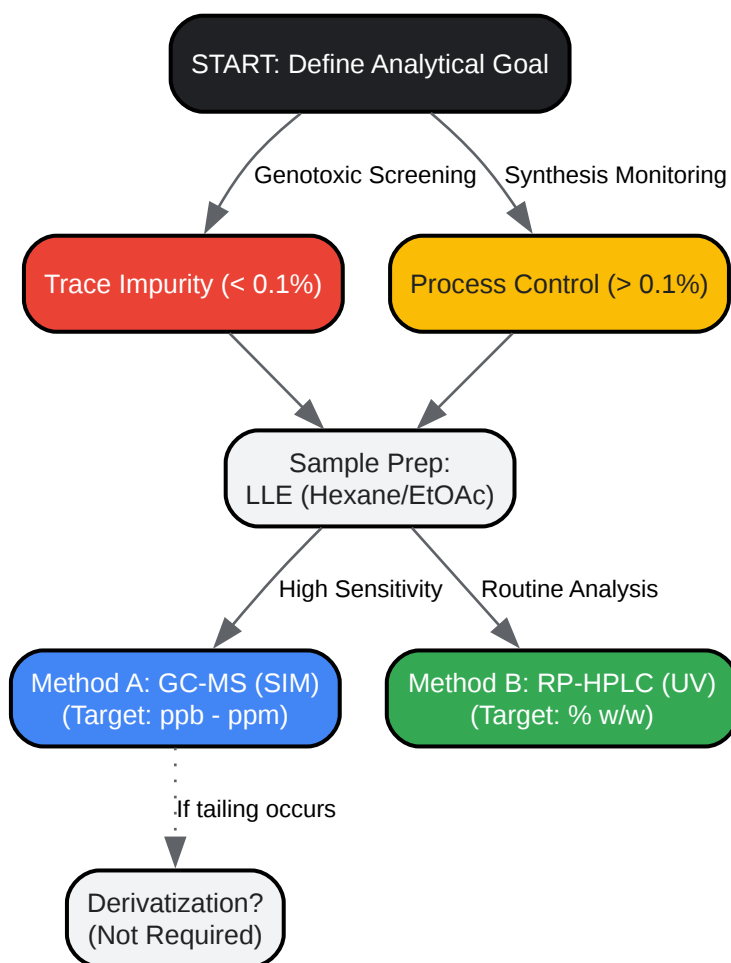 START: Define Analytical Goal
Genotoxic Screening
Synthesis Monitoring
Trace Impurity (< 0.1%)
Process Control (> 0.1%)
Sample Prep:
LLE (Hexane/EtOAc)
High Sensitivity
Routine Analysis
Method A: GC-MS (SIM)
(Target: ppb - ppm)
Method B: RP-HPLC (UV)
(Target: % w/w)
If tailing occurs
Derivatization?
(Not Required)